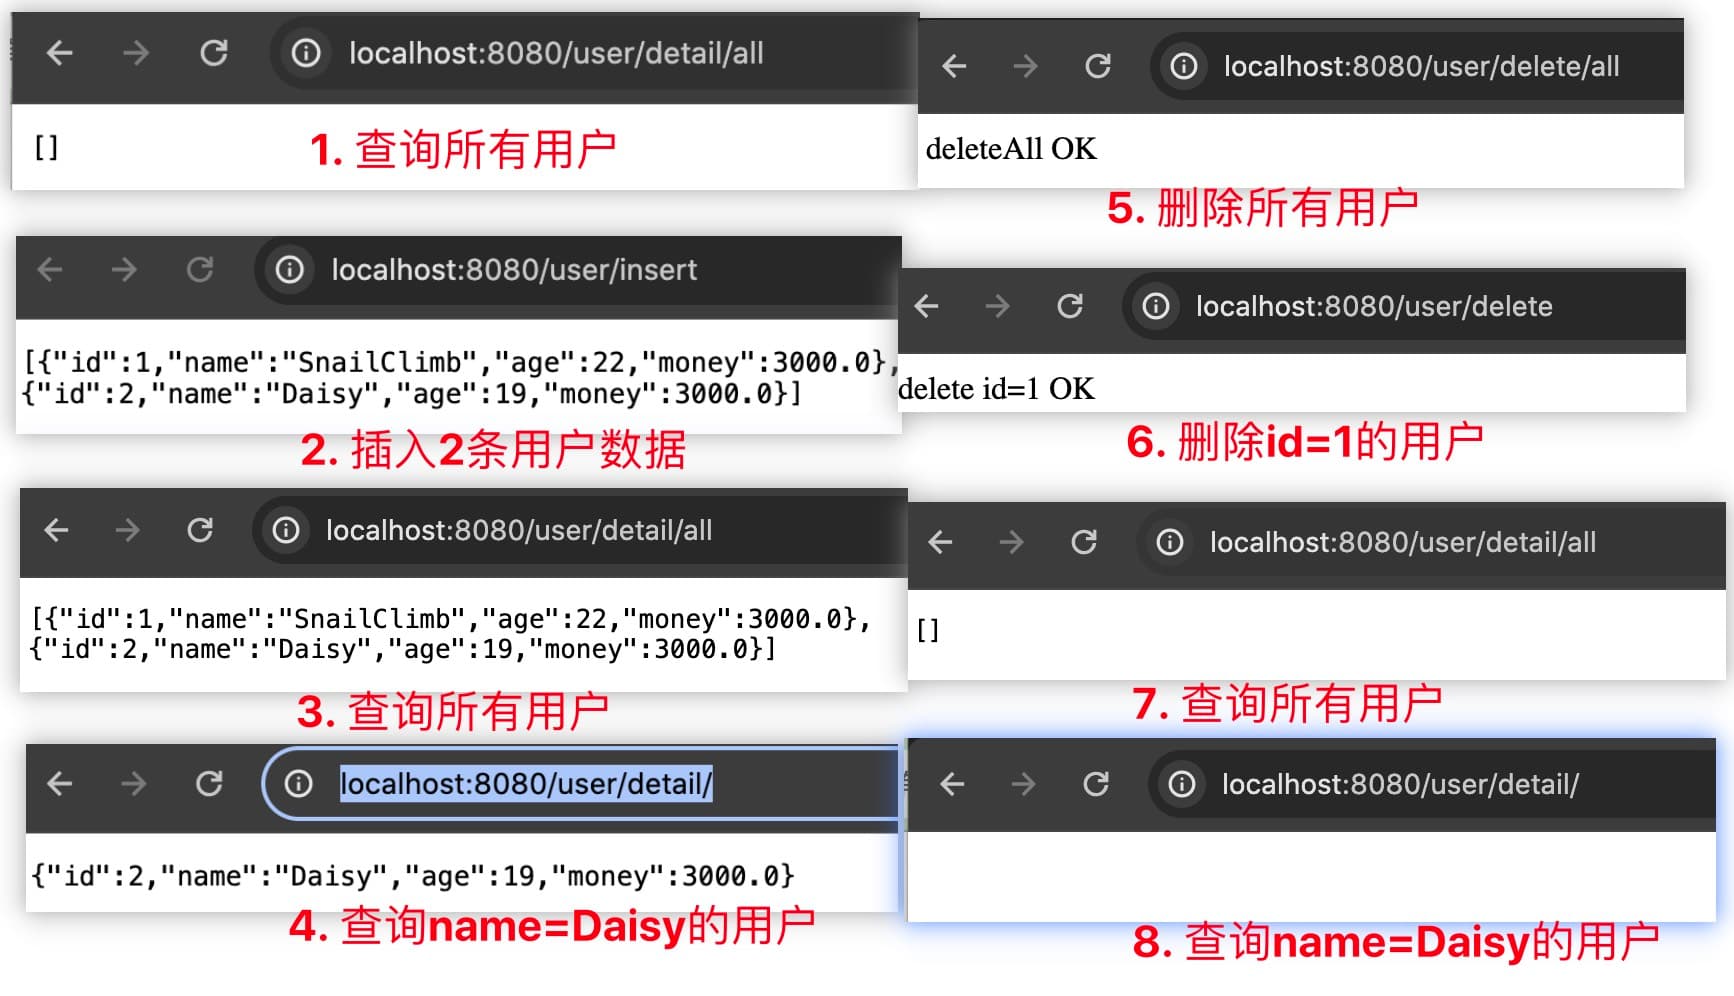 localhost:8080/user/detail/all
[]
1. 查询所有用户
localhost:8080/user/insert
[{"id":1,"name":"SnailClimb","age":22,"money":3000.0},
{"id":2,"name":"Daisy","age":19,"money":3000.0}]
2. 插入2条用户数据
localhost:8080/user/detail/all
[{"id":1,"name":"SnailClimb","age":22,"money":3000.0},
{"id":2,"name":"Daisy","age":19,"money":3000.0}]
3. 查询所有用户
localhost:8080/user/detail/
{"id":2,"name":"Daisy","age":19,"money":3000.0}
4. 查询name=Daisy的用户
localhost:8080/user/delete/all
deleteAll OK
5. 删除所有用户
localhost:8080/user/delete
delete id=1 OK
6. 删除id=1的用户
localhost:8080/user/detail/all
[]
7. 查询所有用户
localhost:8080/user/detail/
8. 查询name=Daisy的用户